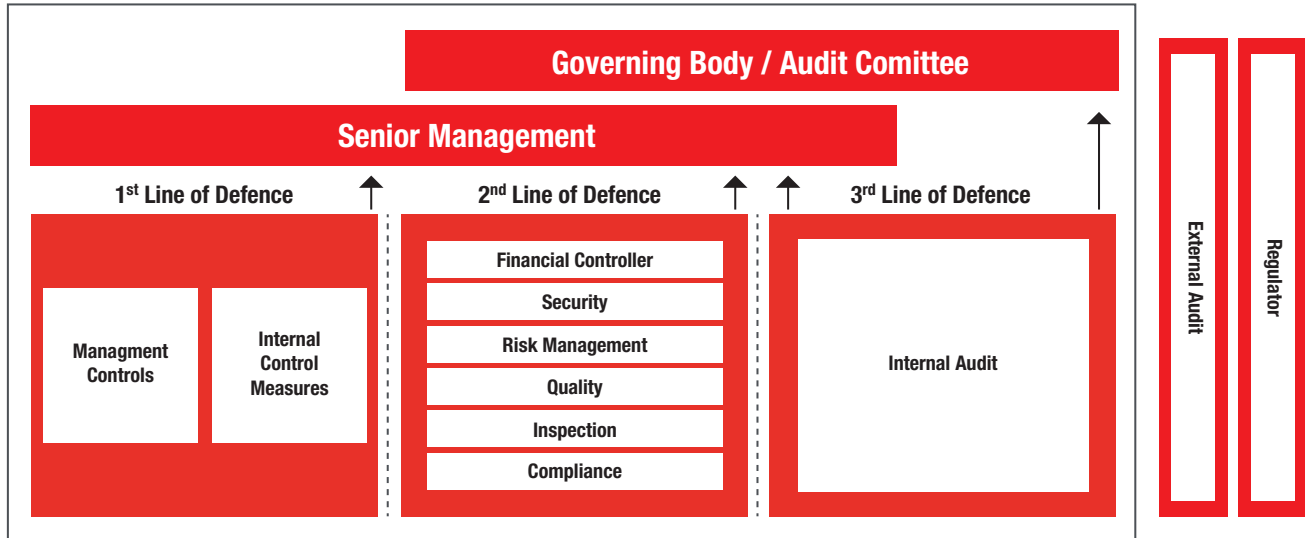 Governing Body / Audit Comittee
Senior Management
1st Line of Defence
2nd Line of Defence
3rd Line of Defence
Managment
Controls
Internal
Control
Measures
Financial Controller
Security
Risk Management
Quality
Inspection
Compliance
Internal Audit
External Audit
Regulator